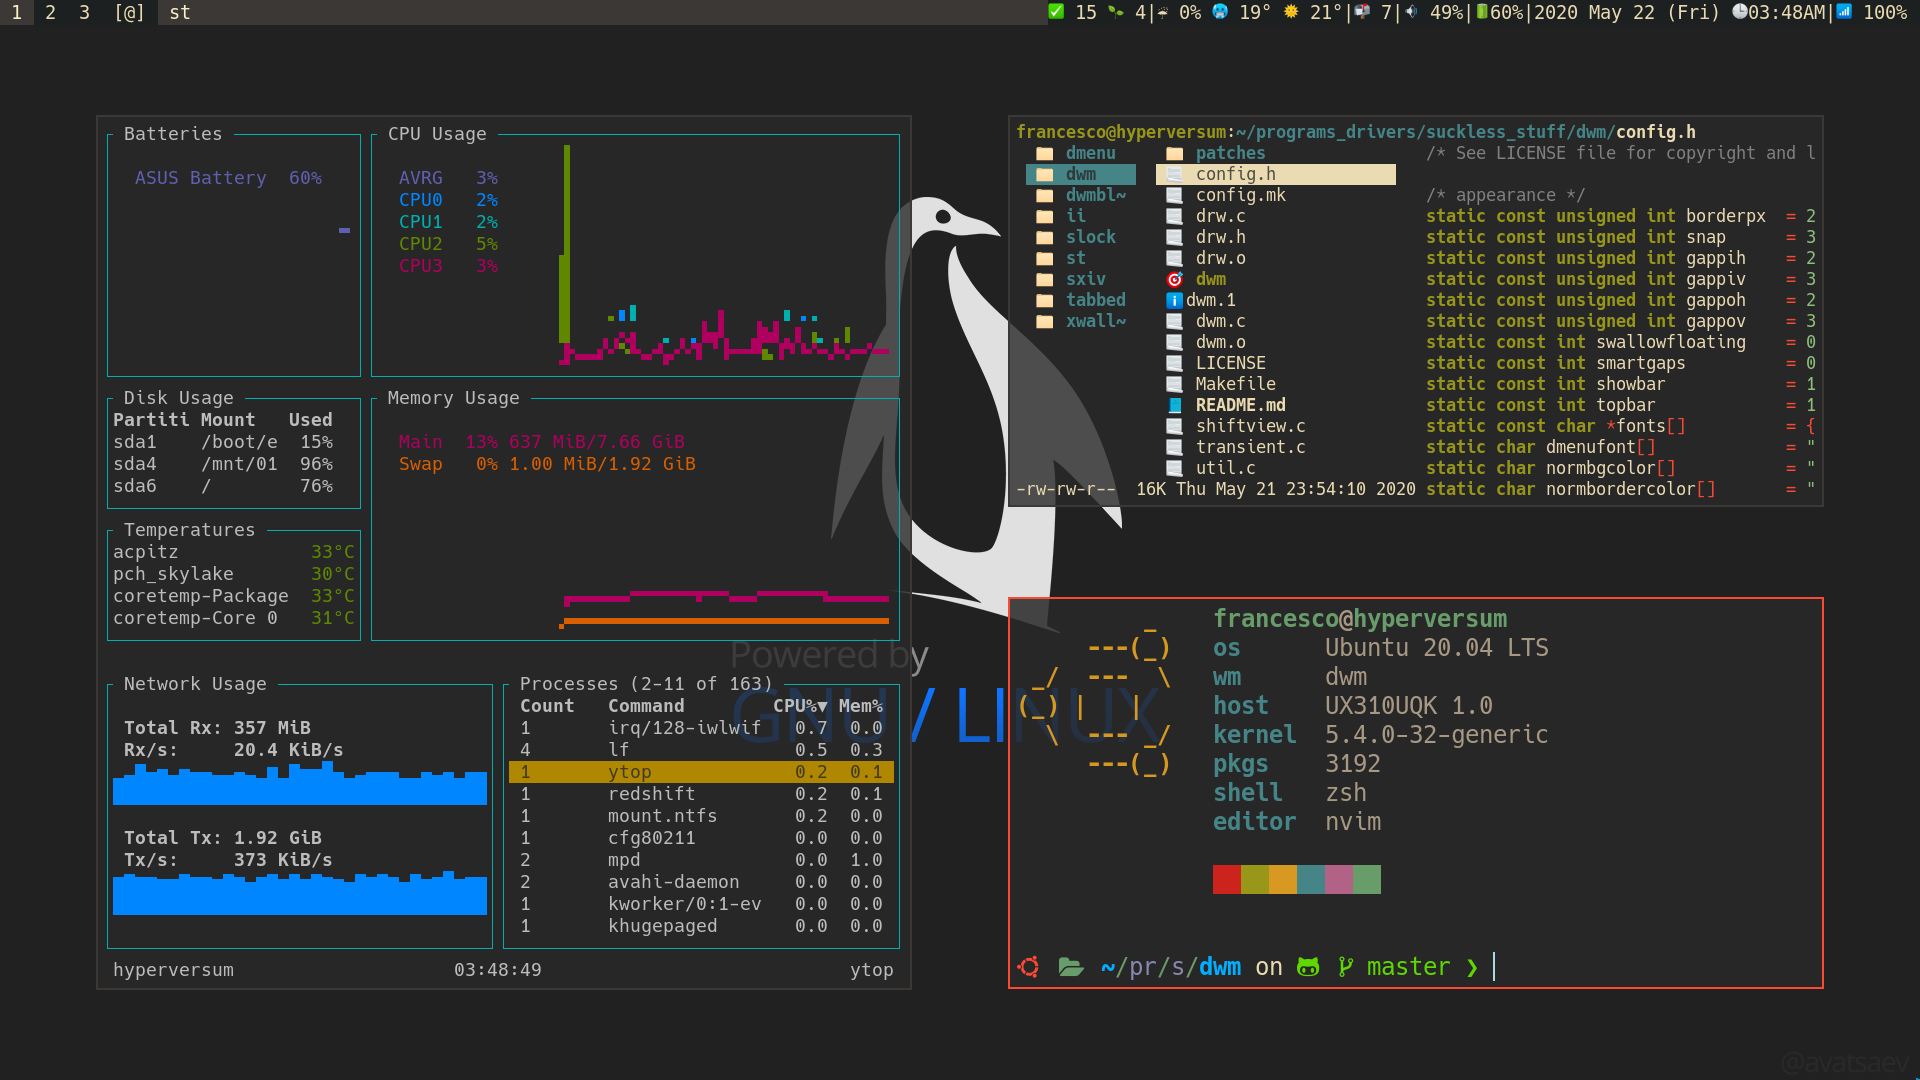 1 2 3 [@] st 15 4| 0% 19° 21°| 7| 49%| 60%|2020 May 22 (Fri) 03:48AM| 100%
Batteries
ASUS Battery 60%
CPU Usage
AVRG 3%
CPU0 2%
CPU1 2%
CPU2 5%
CPU3 3%
Disk Usage
Partiti Mount Used
sda1 /boot/e 15%
sda4 /mnt/01 96%
sda6 / 76%
Memory Usage
Main 13% 637 MiB/7.66 GiB
Swap 0% 1.00 MiB/1.92 GiB
Temperatures
acpitz 33°C
pch_skylake 30°C
coretemp-Package 33°C
coretemp-Core 0 31°C
Network Usage
Total Rx: 357 MiB
Rx/s: 20.4 KiB/s
Total Tx: 1.92 GiB
Tx/s: 373 KiB/s
Processes (2-11 of 163)
Count Command CPU%▼ Mem%
1 irq/128-iwlwif 0.7 0.0
4 lf 0.5 0.3
1 ytop 0.2 0.1
1 redshift 0.2 0.1
1 mount.ntfs 0.2 0.0
1 cfg80211 0.0 0.0
2 mpd 0.0 1.0
2 avahi-daemon 0.0 0.0
1 kworker/0:1-ev 0.0 0.0
1 khugepaged 0.0 0.0
hyperversum 03:48:49 ytop
Powered by
GNU / LINUX
francesco@hyperversum:~/programs_drivers/suckless_stuff/dwm/config.h
dmenu patches /* See LICENSE file for copyright and l
dwm config.h
dwmbl~ config.mk /* appearance */
ii drw.c static const unsigned int borderpx = 2
slock drw.h static const unsigned int snap = 3
st drw.o static const unsigned int gappih = 2
sxiv dwm static const unsigned int gappiv = 3
tabbed dwm.1 static const unsigned int gappoh = 2
xwall~ dwm.c static const unsigned int gappov = 3
dwm.o static const int swallowfloating = 0
LICENSE static const int smartgaps = 0
Makefile static const int showbar = 1
README.md static const int topbar = 1
shiftview.c static const char *fonts[] = {
transient.c static char dmenufont[] = "
util.c static char normbgcolor[] = "
-rw-rw-r-- 16K Thu May 21 23:54:10 2020 static char normbordercolor[] = "
_ francesco@hyperversum
---(_) os Ubuntu 20.04 LTS
_/ --- \ wm dwm
(_) | | host UX310UQK 1.0
\ --- _/ kernel 5.4.0-32-generic
---(_) pkgs 3192
shell zsh
editor nvim
~/pr/s/dwm on master ❯
@avatsaev